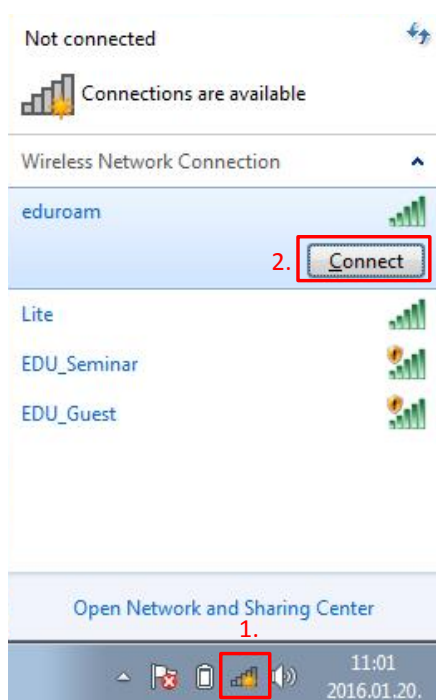 Not connected
Connections are available
Wireless Network Connection
eduroam
2. Connect
Lite
EDU_Seminar
EDU_Guest
Open Network and Sharing Center
1.
11:01
2016.01.20.